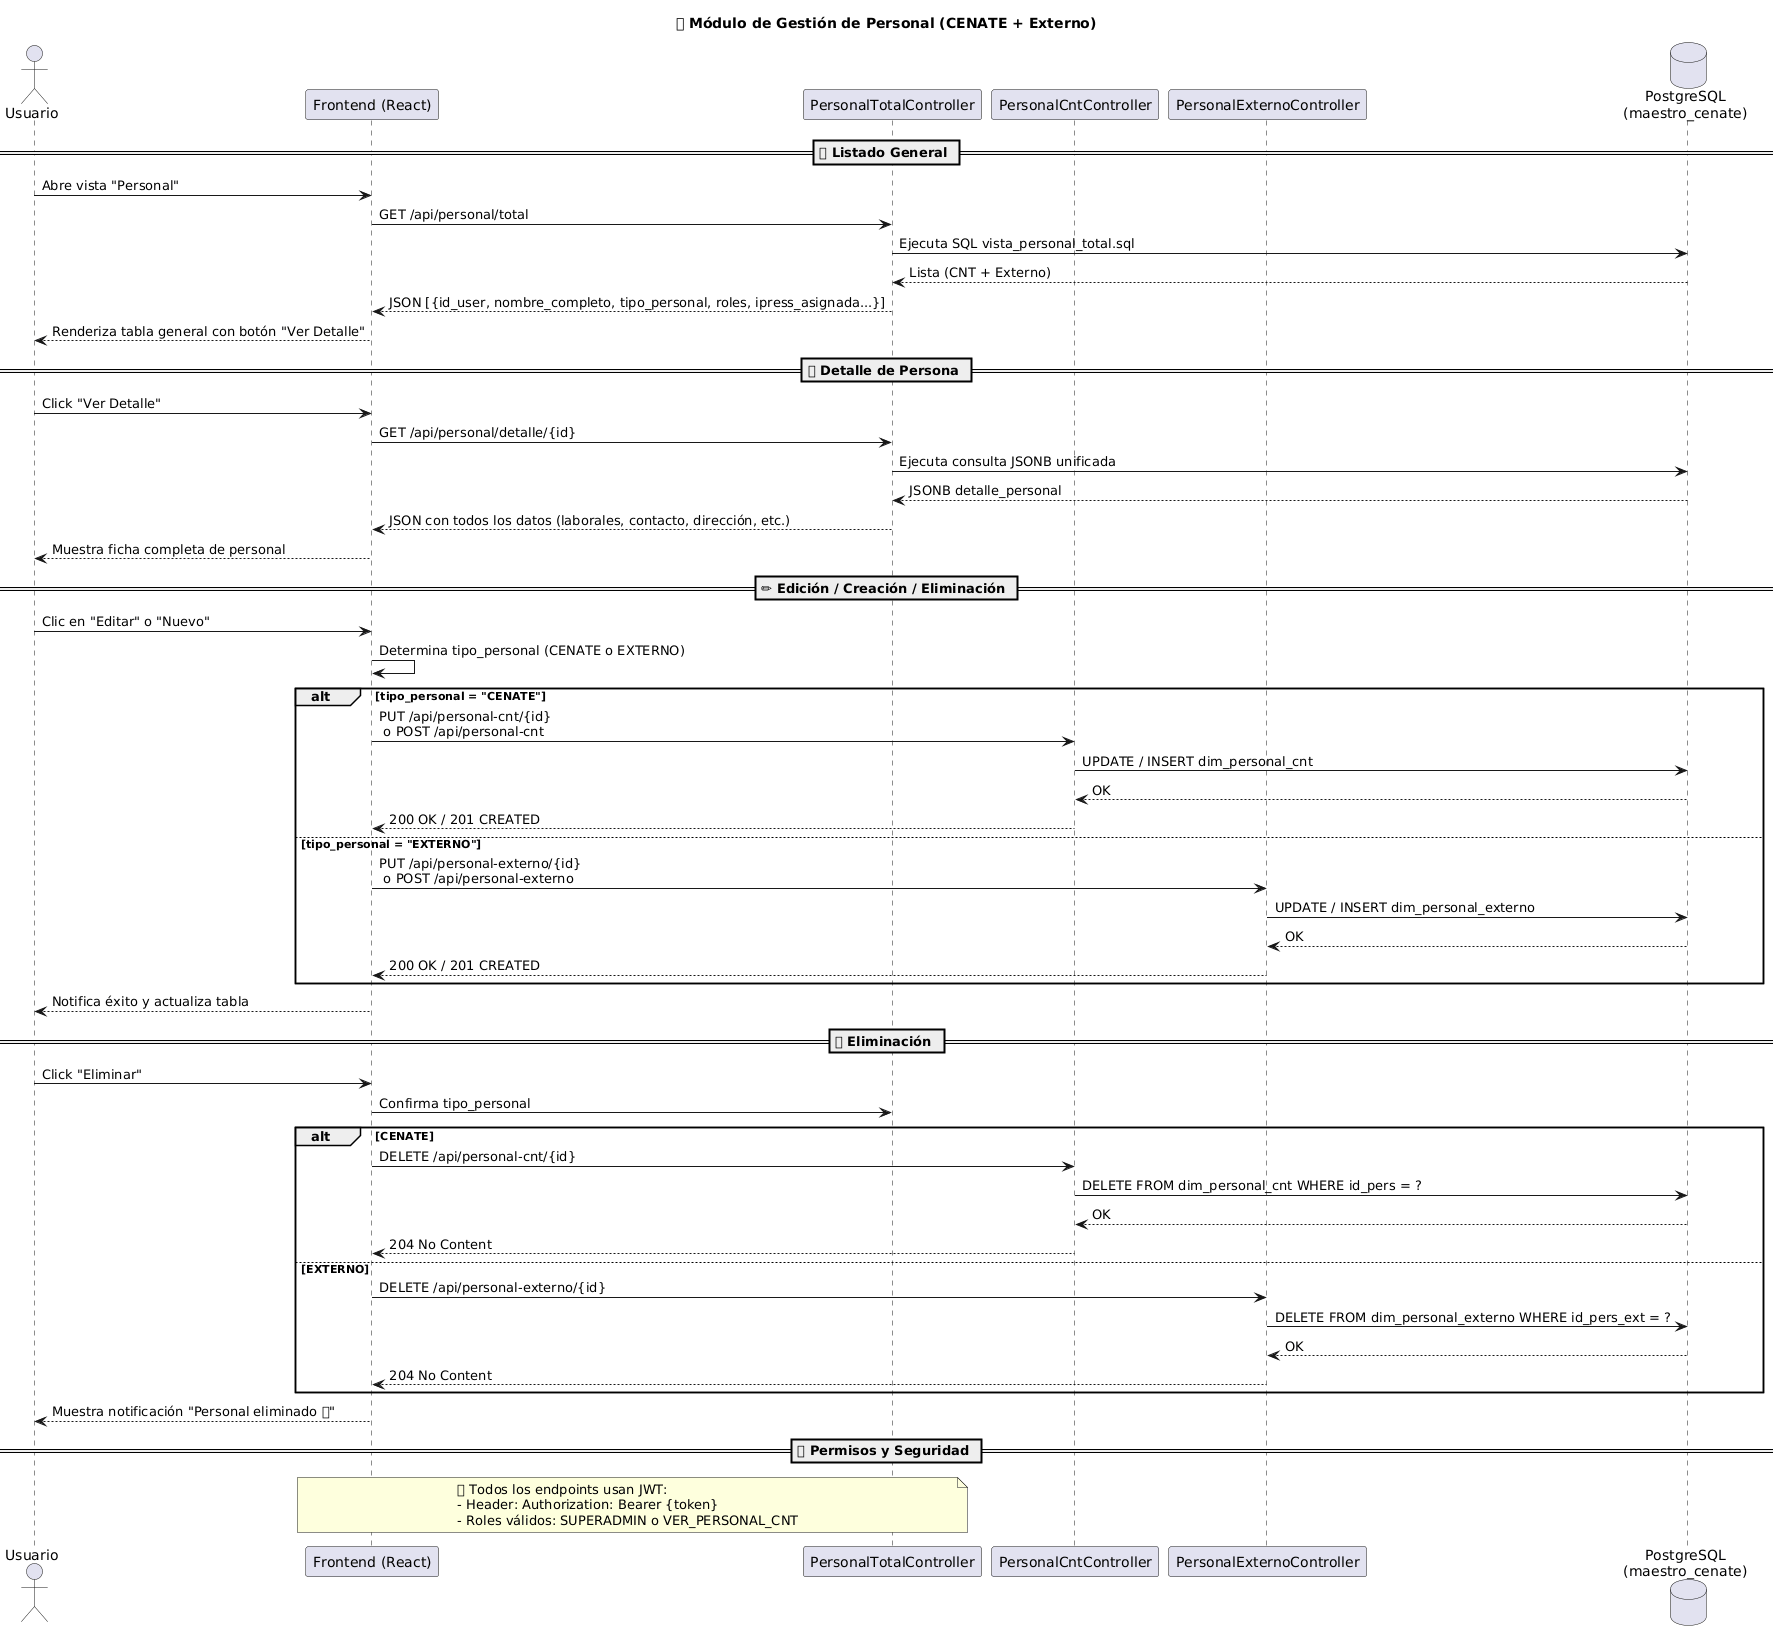 Módulo de Gestión de Personal (CENATE + Externo)
Usuario
Frontend (React)
PersonalTotalController
PersonalCntController
PersonalExternoController
PostgreSQL
(maestro_cenate)
Listado General
Abre vista "Personal"
GET /api/personal/total
Ejecuta SQL vista_personal_total.sql
Lista (CNT + Externo)
JSON [{id_user, nombre_completo, tipo_personal, roles, ipress_asignada...}]
Renderiza tabla general con botón "Ver Detalle"
Detalle de Persona
Click "Ver Detalle"
GET /api/personal/detalle/{id}
Ejecuta consulta JSONB unificada
JSONB detalle_personal
JSON con todos los datos (laborales, contacto, dirección, etc.)
Muestra ficha completa de personal
✏ Edición / Creación / Eliminación
Clic en "Editar" o "Nuevo"
Determina tipo_personal (CENATE o EXTERNO)
alt [tipo_personal = "CENATE"]
PUT /api/personal-cnt/{id}
o POST /api/personal-cnt
UPDATE / INSERT dim_personal_cnt
OK
200 OK / 201 CREATED
[tipo_personal = "EXTERNO"]
PUT /api/personal-externo/{id}
o POST /api/personal-externo
UPDATE / INSERT dim_personal_externo
OK
200 OK / 201 CREATED
Notifica éxito y actualiza tabla
Eliminación
Click "Eliminar"
Confirma tipo_personal
alt [CENATE]
DELETE /api/personal-cnt/{id}
DELETE FROM dim_personal_cnt WHERE id_pers = ?
OK
204 No Content
[EXTERNO]
DELETE /api/personal-externo/{id}
DELETE FROM dim_personal_externo WHERE id_pers_ext = ?
OK
204 No Content
Muestra notificación "Personal eliminado "
Permisos y Seguridad
Todos los endpoints usan JWT:
- Header: Authorization: Bearer {token}
- Roles válidos: SUPERADMIN o VER_PERSONAL_CNT
Usuario
Frontend (React)
PersonalTotalController
PersonalCntController
PersonalExternoController
PostgreSQL
(maestro_cenate)